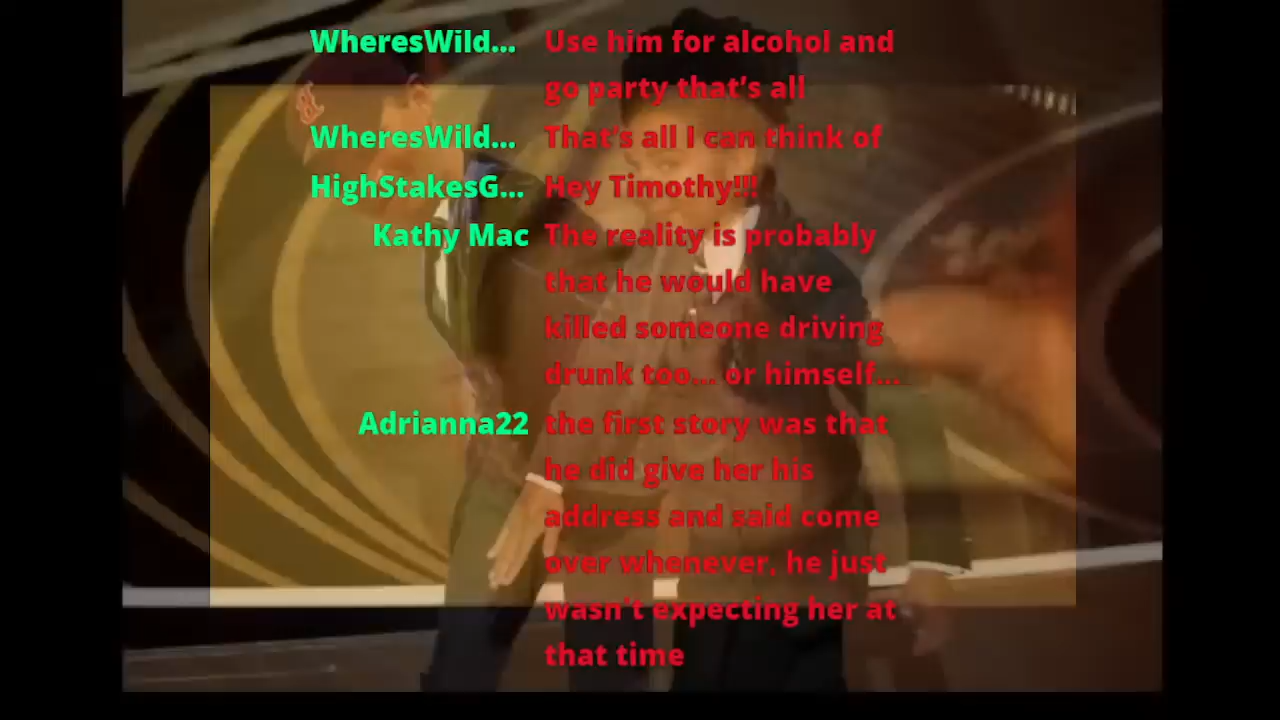 WheresWild... Use him for alcohol and
go party that's all
WheresWild... That's all I can think of
HighStakesG... Hey Timothy!!!
Kathy Mac The reality is probably
that he would have
killed someone driving
drunk too... or himself...
Adrianna22 the first story was that
he did give her his
address and said come
over whenever, he just
wasn't expecting her at
that time